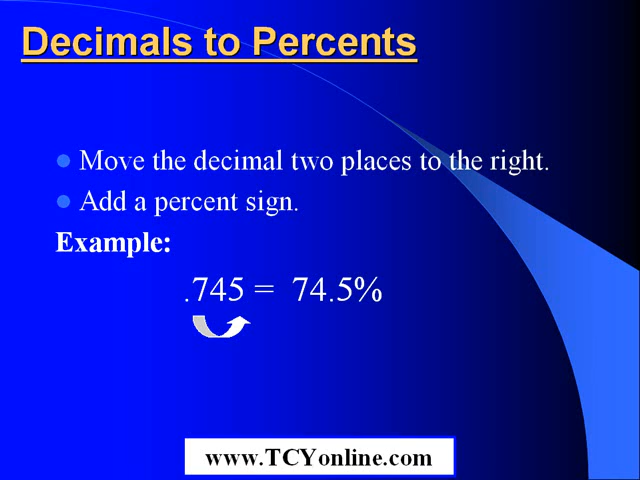 Decimals to Percents
Move the decimal two places to the right.
Add a percent sign.
Example:
.745 = 74.5%
www.TCYonline.com